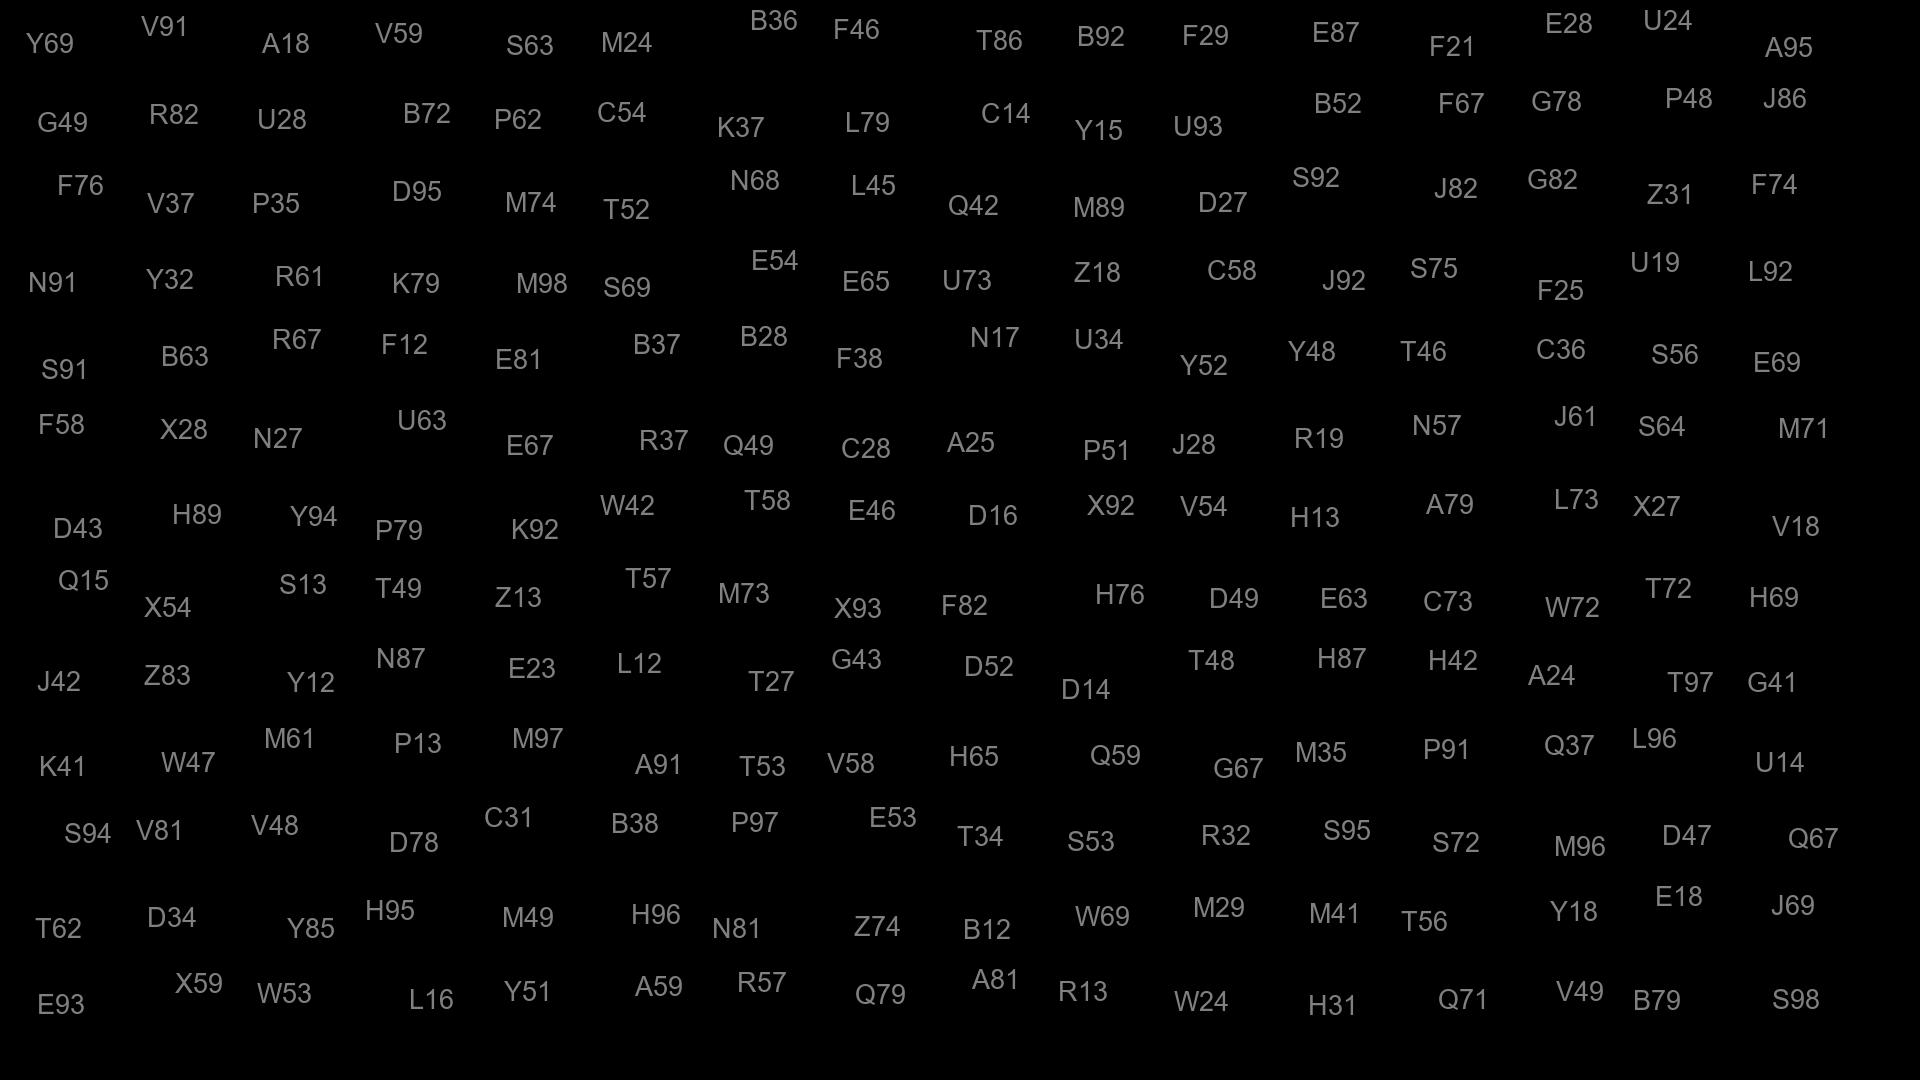 Y69 V91 A18 V59 S63 M24 B36 F46 T86 B92 F29 E87 F21 E28 U24 A95
G49 R82 U28 B72 P62 C54 K37 L79 C14 Y15 U93 B52 F67 G78 P48 J86
F76 V37 P35 D95 M74 T52 N68 L45 Q42 M89 D27 S92 J82 G82 Z31 F74
N91 Y32 R61 K79 M98 S69 E54 E65 U73 Z18 C58 J92 S75 F25 U19 L92
S91 B63 R67 F12 E81 B37 B28 F38 N17 U34 Y52 Y48 T46 C36 S56 E69
F58 X28 N27 U63 E67 R37 Q49 C28 A25 P51 J28 R19 N57 J61 S64 M71
D43 H89 Y94 P79 K92 W42 T58 E46 D16 X92 V54 H13 A79 L73 X27 V18
Q15 X54 S13 T49 Z13 T57 M73 X93 F82 H76 D49 E63 C73 W72 T72 H69
J42 Z83 Y12 N87 E23 L12 T27 G43 D52 D14 T48 H87 H42 A24 T97 G41
K41 W47 M61 P13 M97 A91 T53 V58 H65 Q59 G67 M35 P91 Q37 L96 U14
S94 V81 V48 D78 C31 B38 P97 E53 T34 S53 R32 S95 S72 M96 D47 Q67
T62 D34 Y85 H95 M49 H96 N81 Z74 B12 W69 M29 M41 T56 Y18 E18 J69
E93 X59 W53 L16 Y51 A59 R57 Q79 A81 R13 W24 H31 Q71 V49 B79 S98